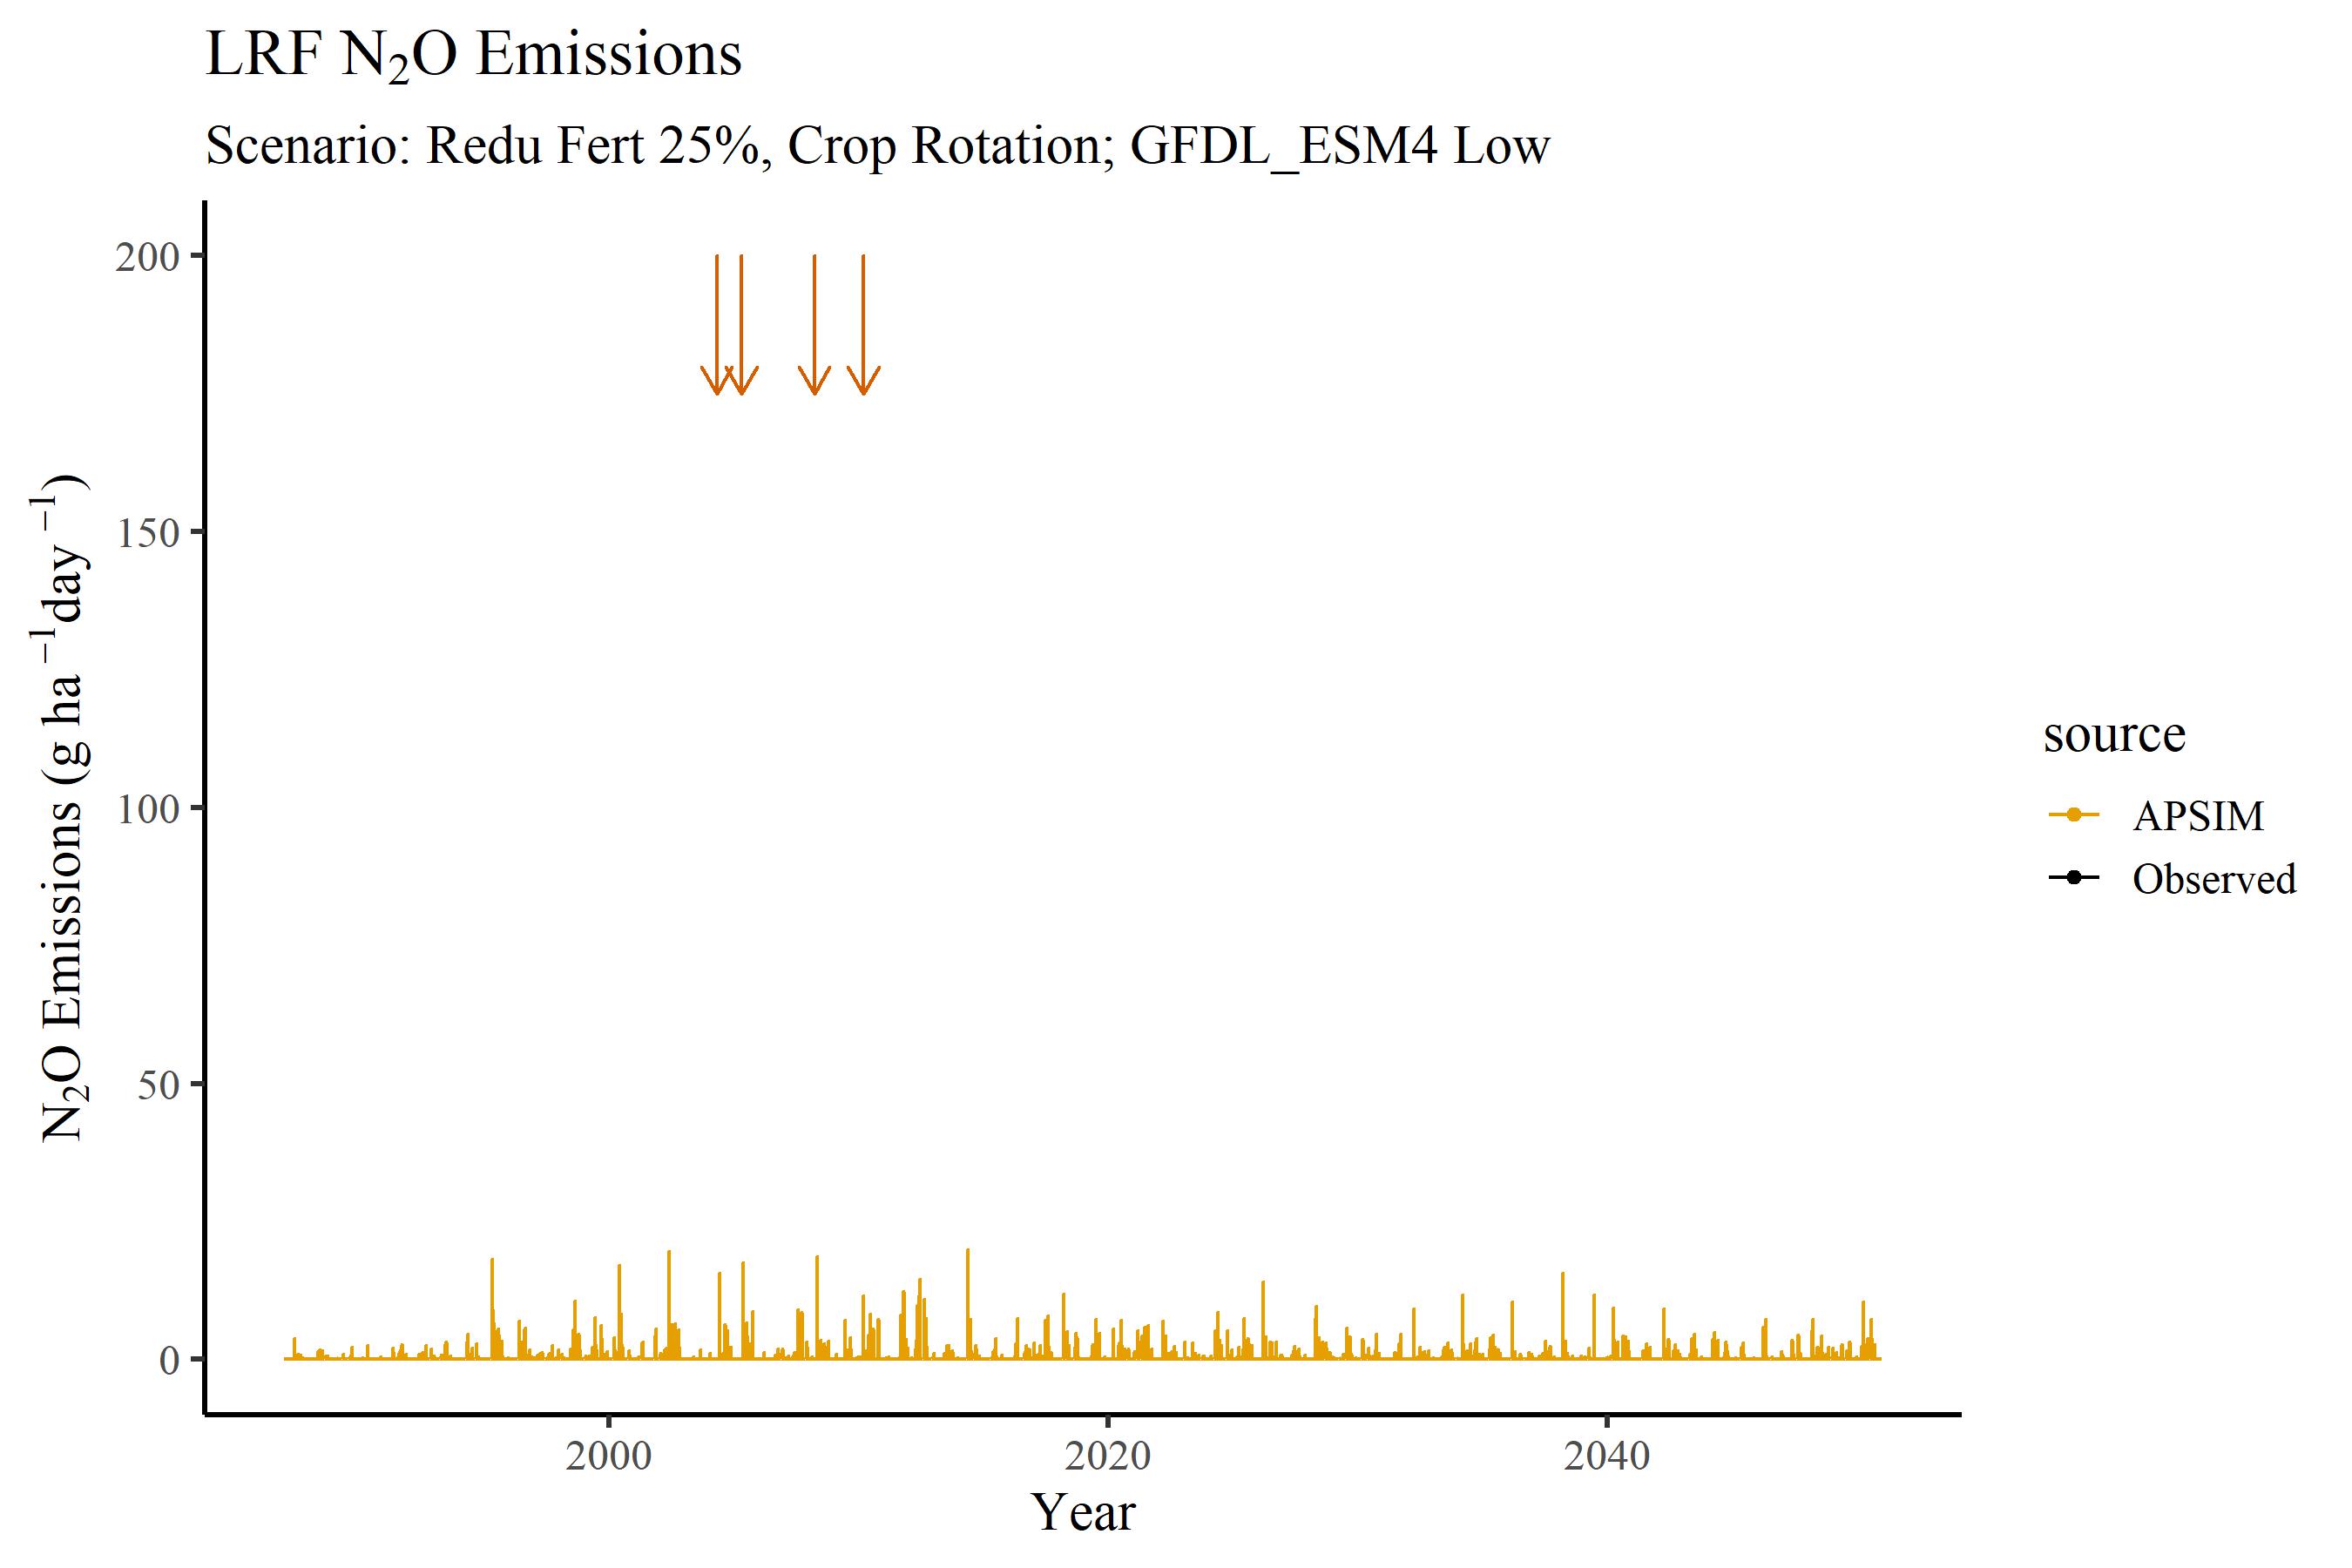 LRF N₂O Emissions
Scenario: Redu Fert 25%, Crop Rotation; GFDL_ESM4 Low
N₂O Emissions (g ha ⁻¹day ⁻¹)
200
150
100
50
0
2000 2020 2040
Year
source
APSIM
Observed